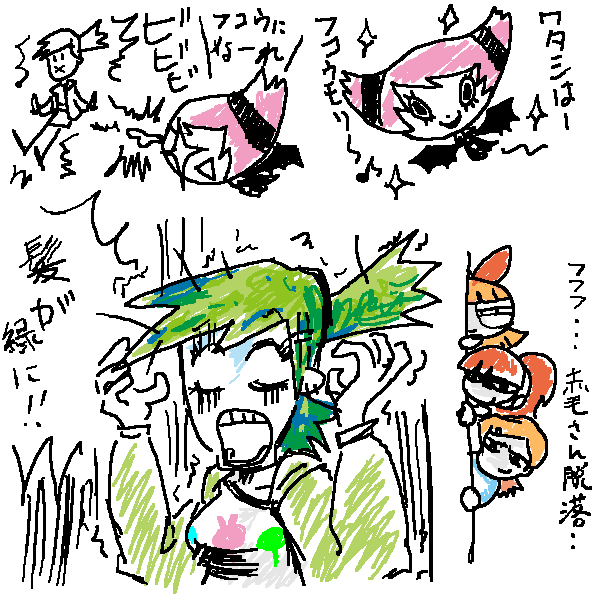 ワタシはー
フコウモリ〜♪
フコウに
なーれ!
ビビビビ
髪が
緑に!!
フフフ・・・
赤毛さん脱落・・